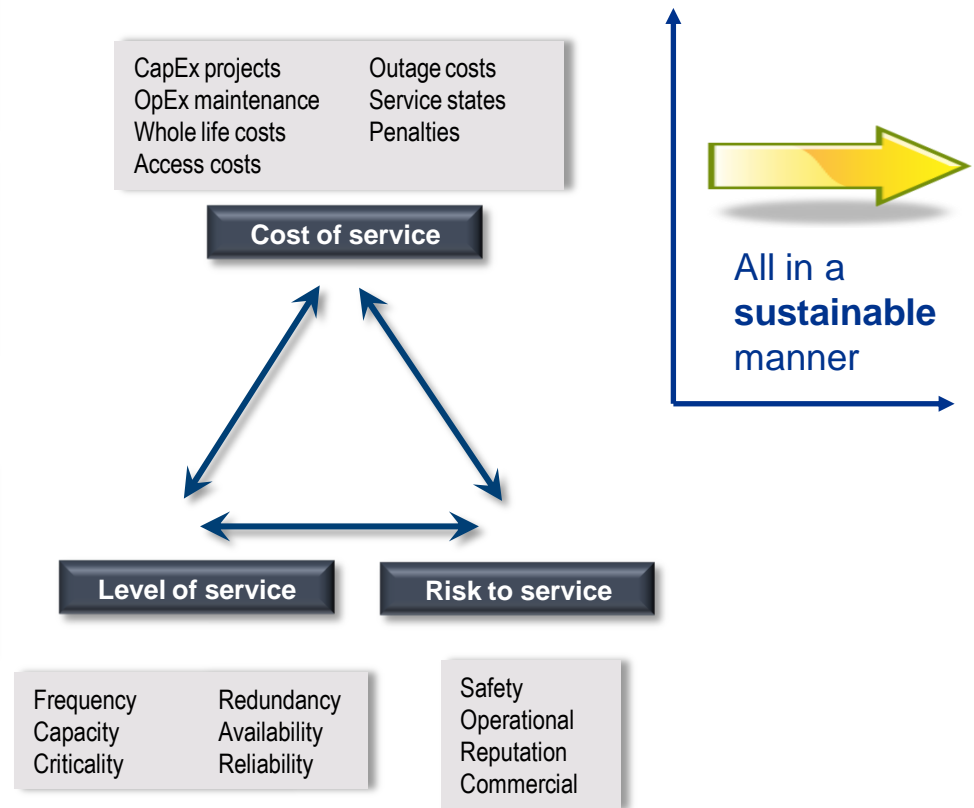 CapEx projects
OpEx maintenance
Whole life costs
Access costs
Outage costs
Service states
Penalties
Cost of service
All in a
sustainable
manner
Level of service
Risk to service
Frequency
Capacity
Criticality
Redundancy
Availability
Reliability
Safety
Operational
Reputation
Commercial